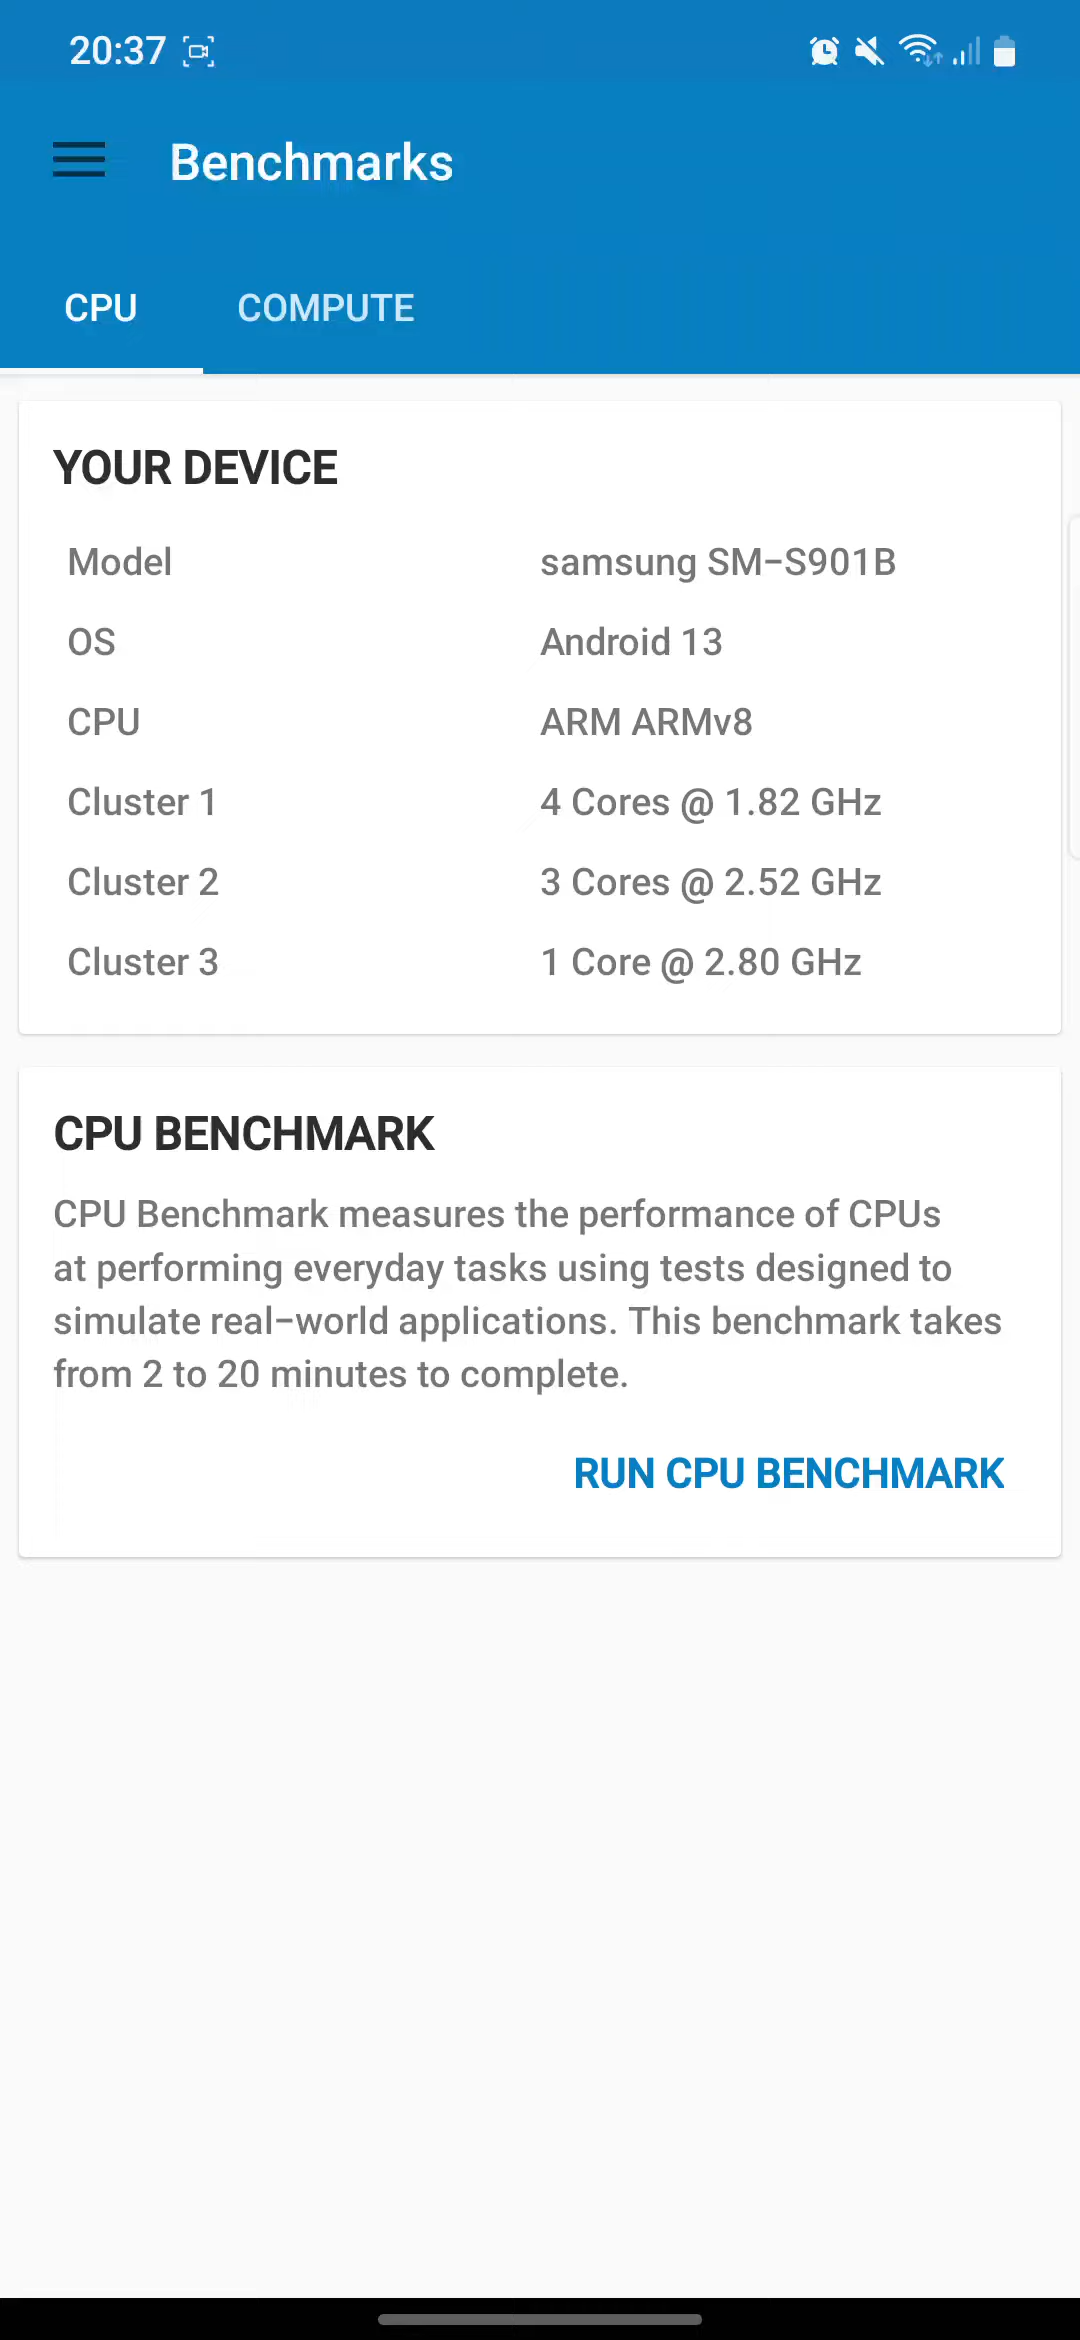 20:37
Benchmarks
CPU COMPUTE
YOUR DEVICE
Model samsung SM-S901B
OS Android 13
CPU ARM ARMv8
Cluster 1 4 Cores @ 1.82 GHz
Cluster 2 3 Cores @ 2.52 GHz
Cluster 3 1 Core @ 2.80 GHz
CPU BENCHMARK
CPU Benchmark measures the performance of CPUs
at performing everyday tasks using tests designed to
simulate real-world applications. This benchmark takes
from 2 to 20 minutes to complete.
RUN CPU BENCHMARK